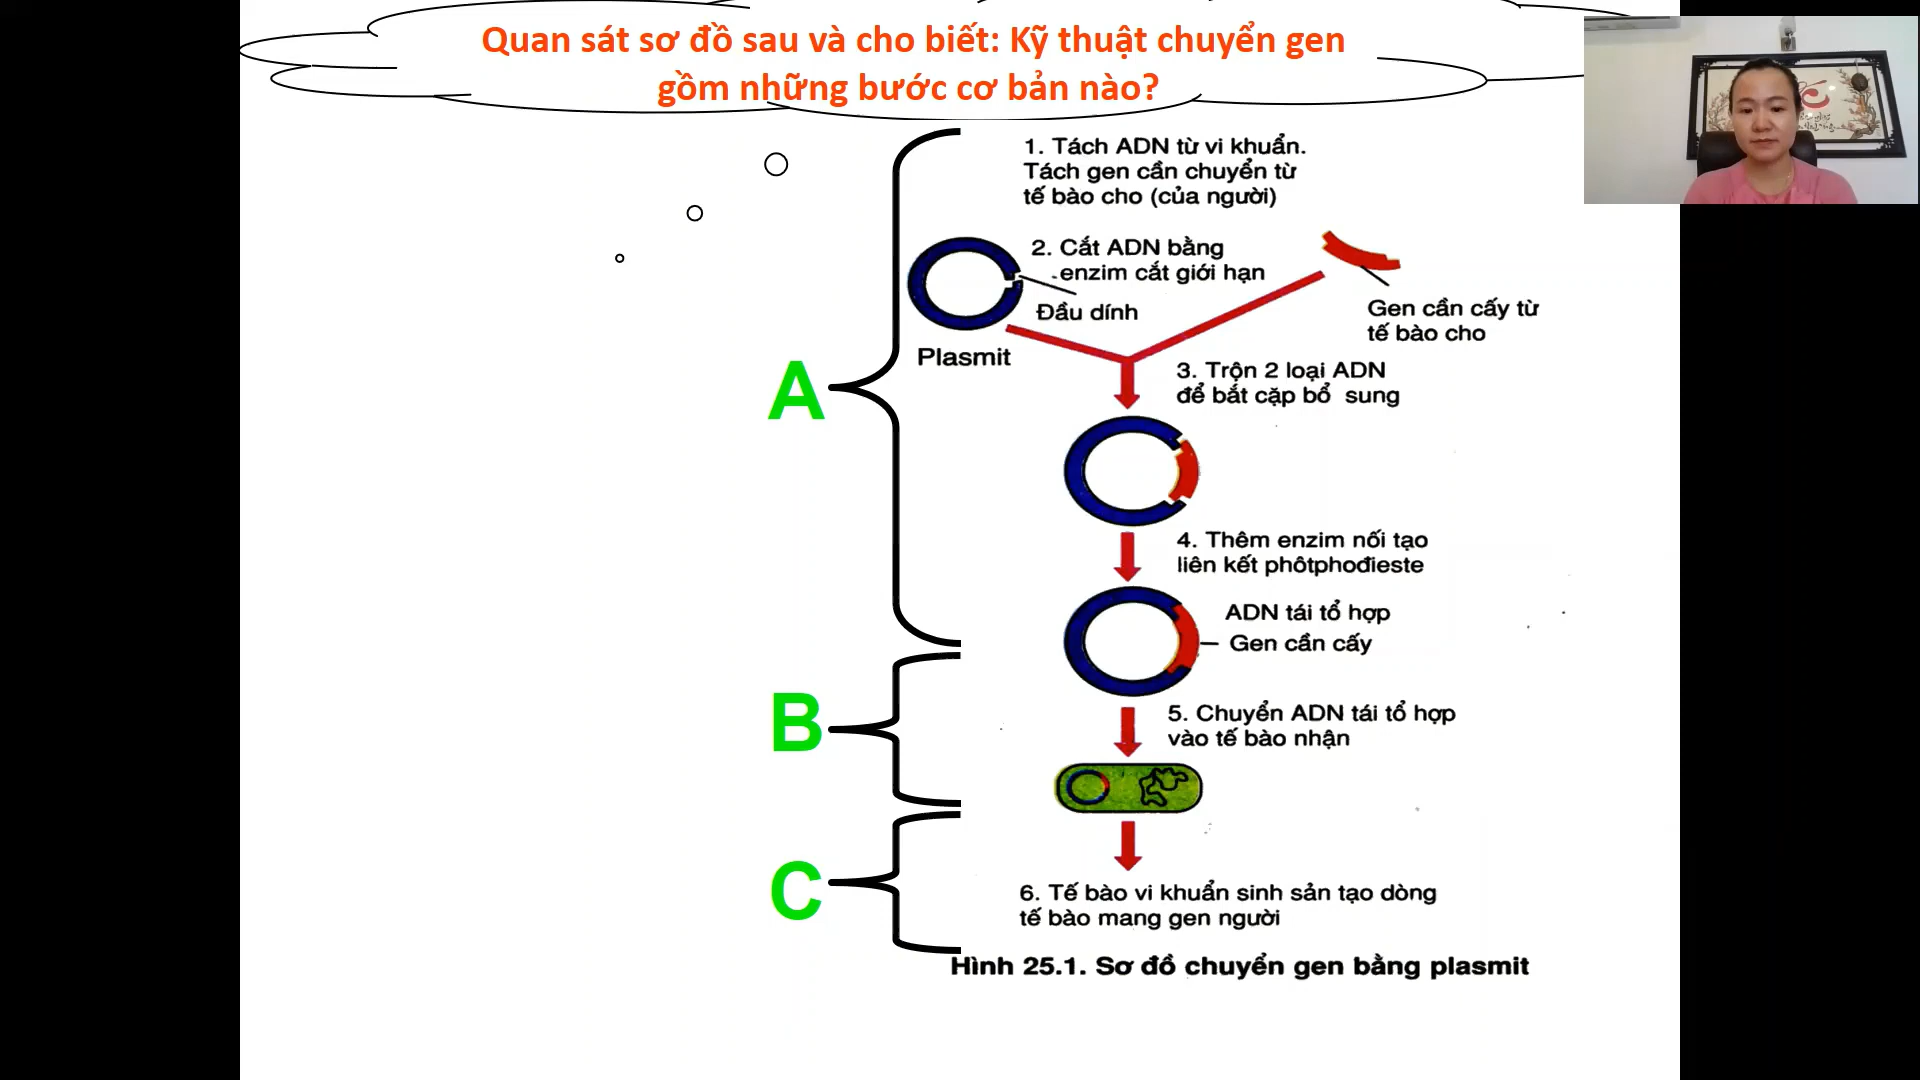 Quan sát sơ đồ sau và cho biết: Kỹ thuật chuyển gen
gồm những bước cơ bản nào?
1. Tách ADN từ vi khuẩn.
Tách gen cần chuyển từ
tế bào cho (của người)
2. Cắt ADN bằng
enzim cắt giới hạn
Đầu dính
Gen cần cấy từ
tế bào cho
Plasmit
3. Trộn 2 loại ADN
để bắt cặp bổ sung
A
4. Thêm enzim nối tạo
liên kết phôtphođieste
ADN tái tổ hợp
Gen cần cấy
B
5. Chuyển ADN tái tổ hợp
vào tế bào nhận
C
6. Tế bào vi khuẩn sinh sản tạo dòng
tế bào mang gen người
Hình 25.1. Sơ đồ chuyển gen bằng plasmit